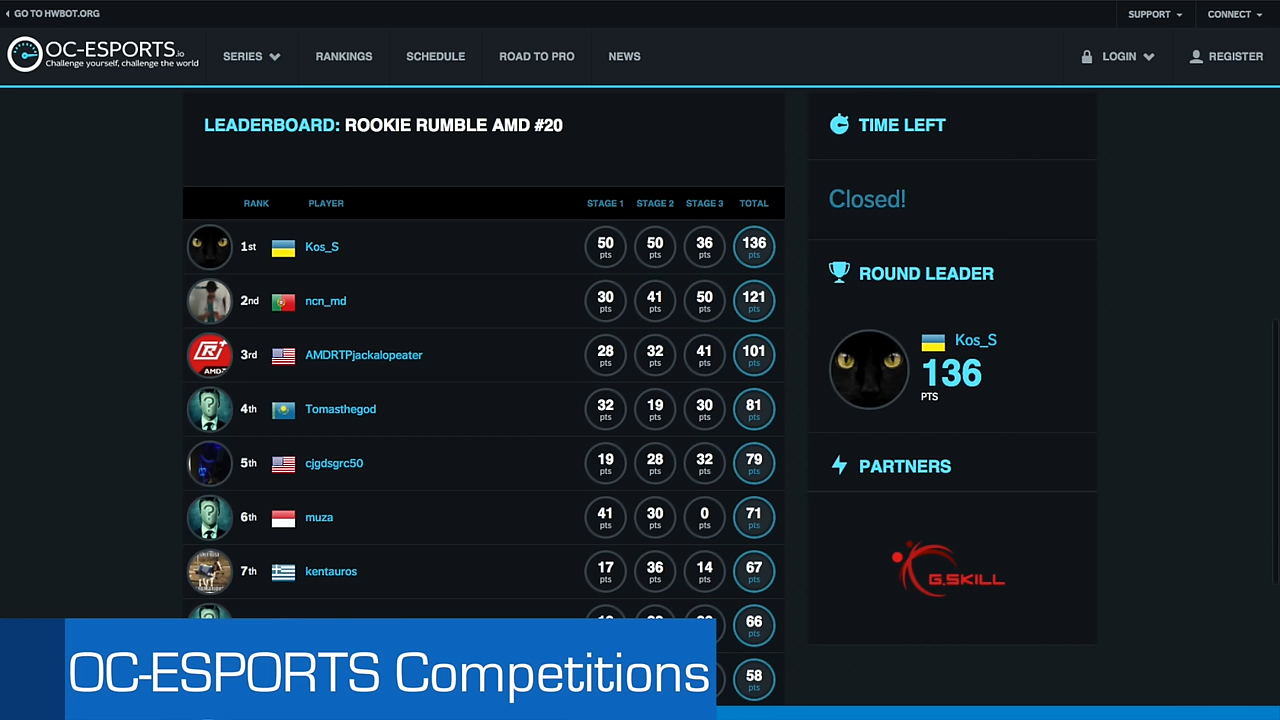 GO TO HWBOT.ORG
SUPPORT
CONNECT
OC-ESPORTS.io
Challenge yourself, challenge the world
SERIES
RANKINGS
SCHEDULE
ROAD TO PRO
NEWS
LOGIN
REGISTER
LEADERBOARD: ROOKIE RUMBLE AMD #20
RANK PLAYER STAGE 1 STAGE 2 STAGE 3 TOTAL
1st Kos_S 50 pts 50 pts 36 pts 136 pts
2nd ncn_md 30 pts 41 pts 50 pts 121 pts
AMD
3rd AMDRTPjackalopeater 28 pts 32 pts 41 pts 101 pts
4th Tomasthegod 32 pts 19 pts 30 pts 81 pts
5th cjgdsgrc50 19 pts 28 pts 32 pts 79 pts
6th muza 41 pts 30 pts 0 pts 71 pts
7th kentauros 17 pts 36 pts 14 pts 67 pts
66 pts
58 pts
TIME LEFT
Closed!
ROUND LEADER
Kos_S
136
PTS
PARTNERS
G.SKILL
OC-ESPORTS Competitions